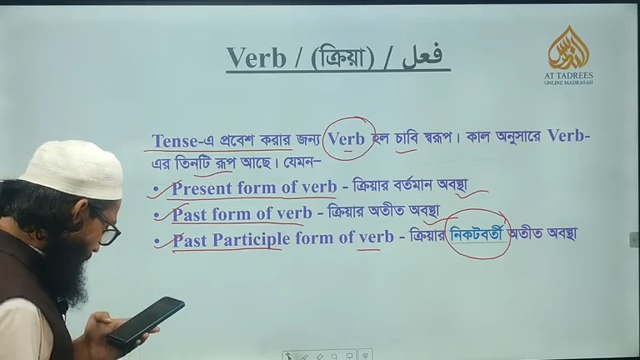 Verb / (ক্রিয়া) / فعل
AT TADREES
ONLINE MADRASAH
Tense-এ প্রবেশ করার জন্য Verb হল চাবি স্বরূপ। কাল অনুসারে Verb-
এর তিনটি রূপ আছে। যেমন–
• Present form of verb - ক্রিয়ার বর্তমান অবস্থা
• Past form of verb - ক্রিয়ার অতীত অবস্থা
• Past Participle form of verb - ক্রিয়ার নিকটবর্তী অতীত অবস্থা